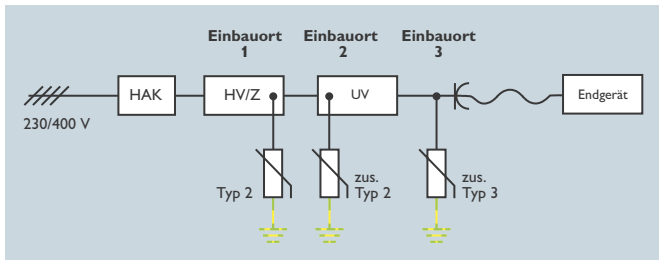 Einbauort Einbauort Einbauort
1 2 3
HAK HV/Z UV Endgerät
230/400 V
Typ 2 zus. Typ 2 zus. Typ 3